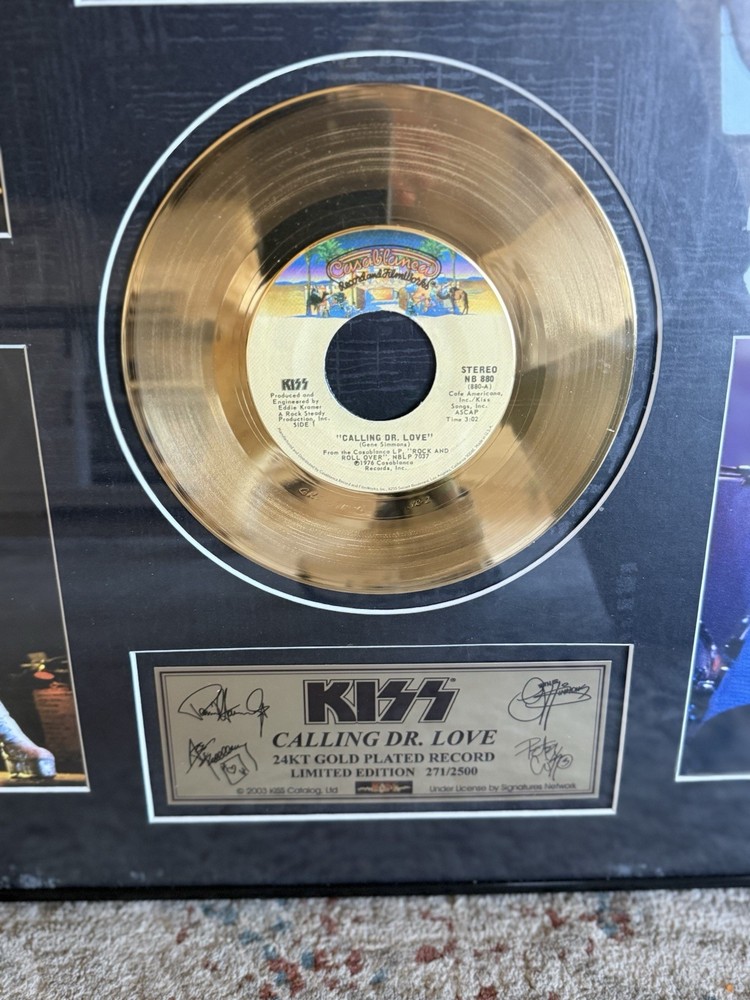 Casablanca
Record and FilmWorks
KISS
Produced and
Engineered by
Eddie Kramer
A Rock Steady
Production, Inc.
SIDE 1
STEREO
NB 880
(880-A)
Cafe Americana,
Inc./Kiss
Songs, Inc.
ASCAP
Time 3:02
"CALLING DR. LOVE"
(Gene Simmons)
From the Casablanca LP, "ROCK AND
ROLL OVER", NBLP 7037
℗1976 Casablanca
Records, Inc.
KISS
CALLING DR. LOVE
24KT GOLD PLATED RECORD
LIMITED EDITION 271/2500
© 2003 KISS Catalog, Ltd
Under License by Signatures Network